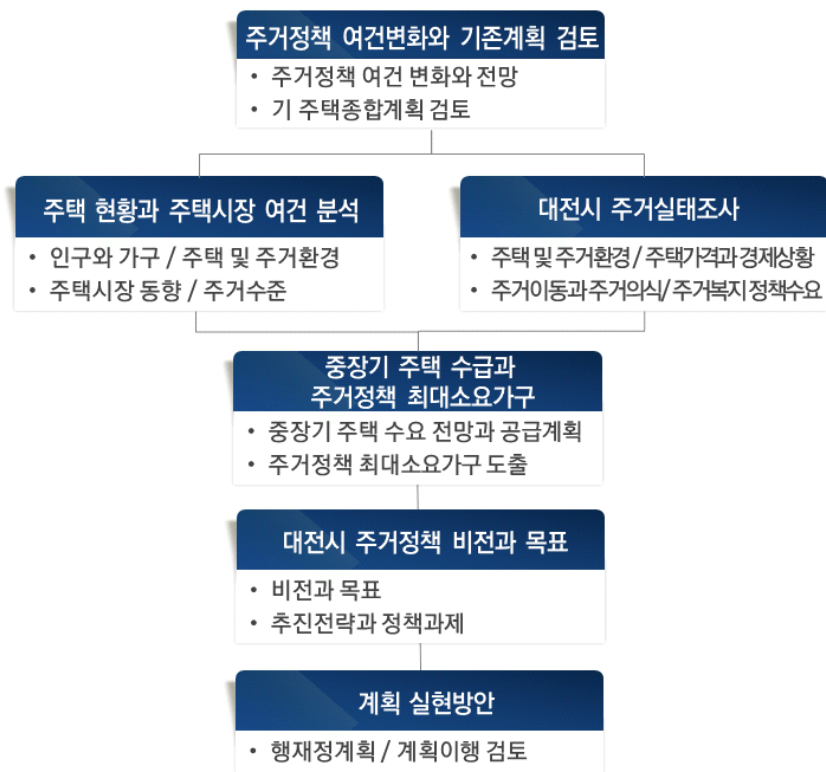 주거정책 여건변화와 기존계획 검토
• 주거정책 여건 변화와 전망
• 기 주택종합계획 검토
주택 현황과 주택시장 여건 분석
• 인구와 가구 / 주택 및 주거환경
• 주택시장 동향 / 주거수준
대전시 주거실태조사
• 주택 및 주거환경 / 주택가격과 경제상황
• 주거이동과 주거의식/ 주거복지 정책수요
중장기 주택 수급과
주거정책 최대소요가구
• 중장기 주택 수요 전망과 공급계획
• 주거정책 최대소요가구 도출
대전시 주거정책 비전과 목표
• 비전과 목표
• 추진전략과 정책과제
계획 실현방안
• 행재정계획 / 계획이행 검토